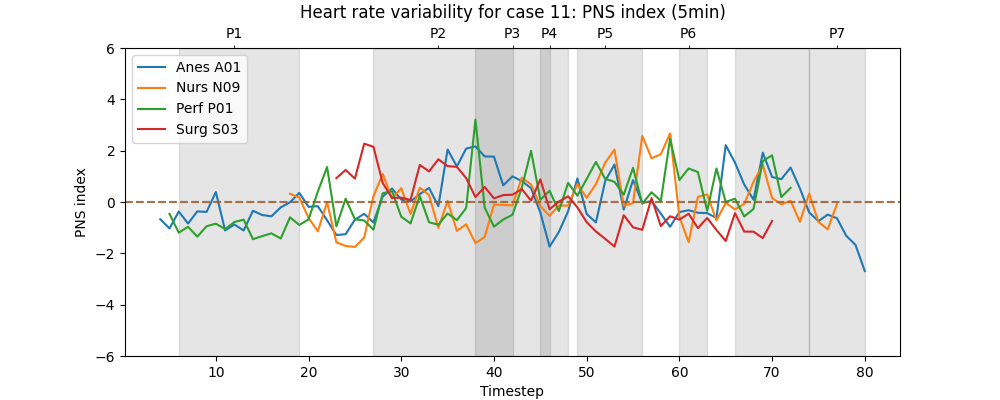 Heart rate variability for case 11: PNS index (5min)
P1 P2 P3 P4 P5 P6 P7
Anes A01
Nurs N09
Perf P01
Surg S03
PNS index
6
4
2
0
−2
−4
−6
10 20 30 40 50 60 70 80
Timestep